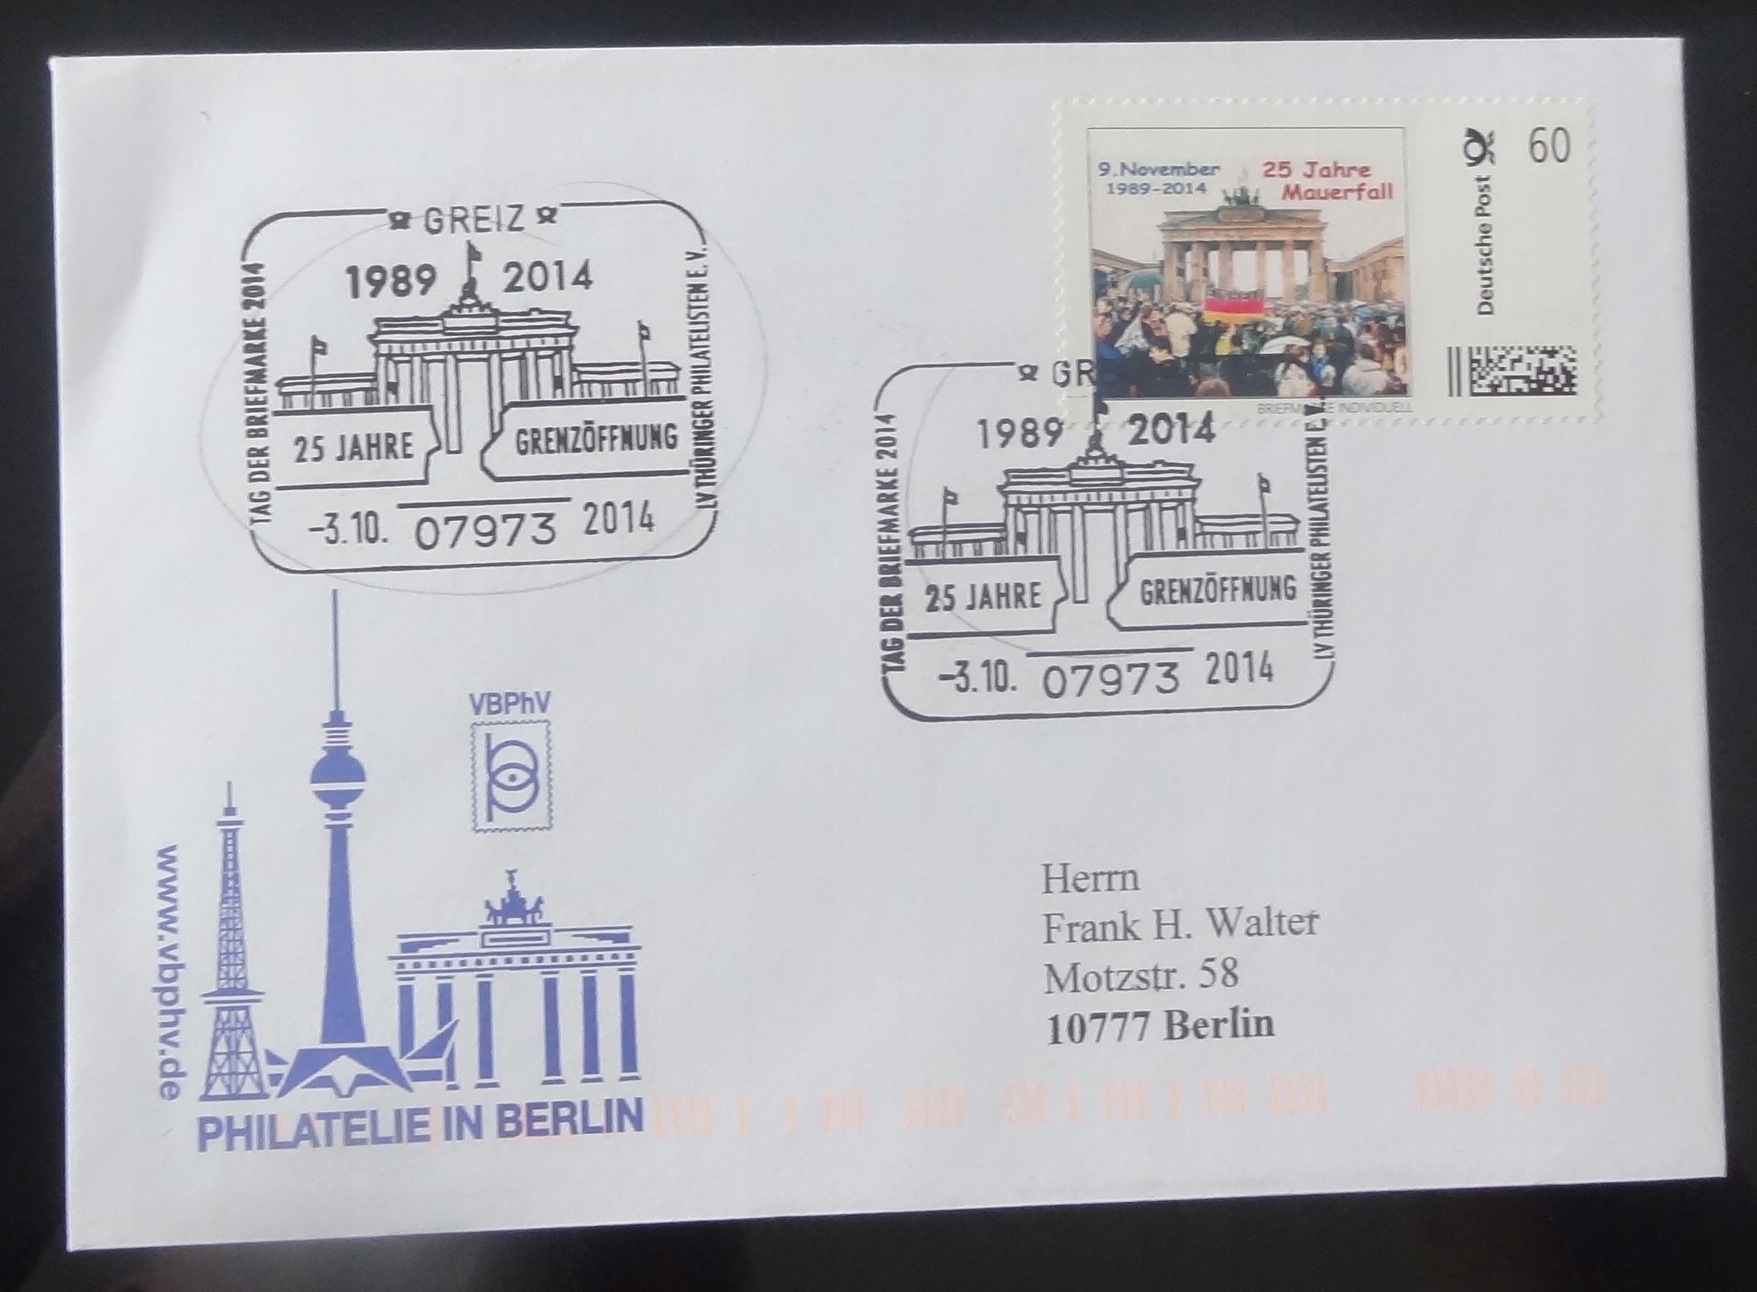 9.November
1989-2014
25 Jahre
Mauerfall
Deutsche Post
60
BRIEFMARKE INDIVIDUELL
GREIZ
1989 2014
TAG DER BRIEFMARKE 2014
LV THÜRINGER PHILATELISTEN E.V.
25 JAHRE GRENZÖFFNUNG
-3.10. 07973 2014
GR
1989 2014
TAG DER BRIEFMARKE 2014
LV THÜRINGER PHILATELISTEN E.V.
25 JAHRE GRENZÖFFNUNG
-3.10. 07973 2014
VBPhV
www.vbphv.de
PHILATELIE IN BERLIN
Herrn
Frank H. Walter
Motzstr. 58
10777 Berlin